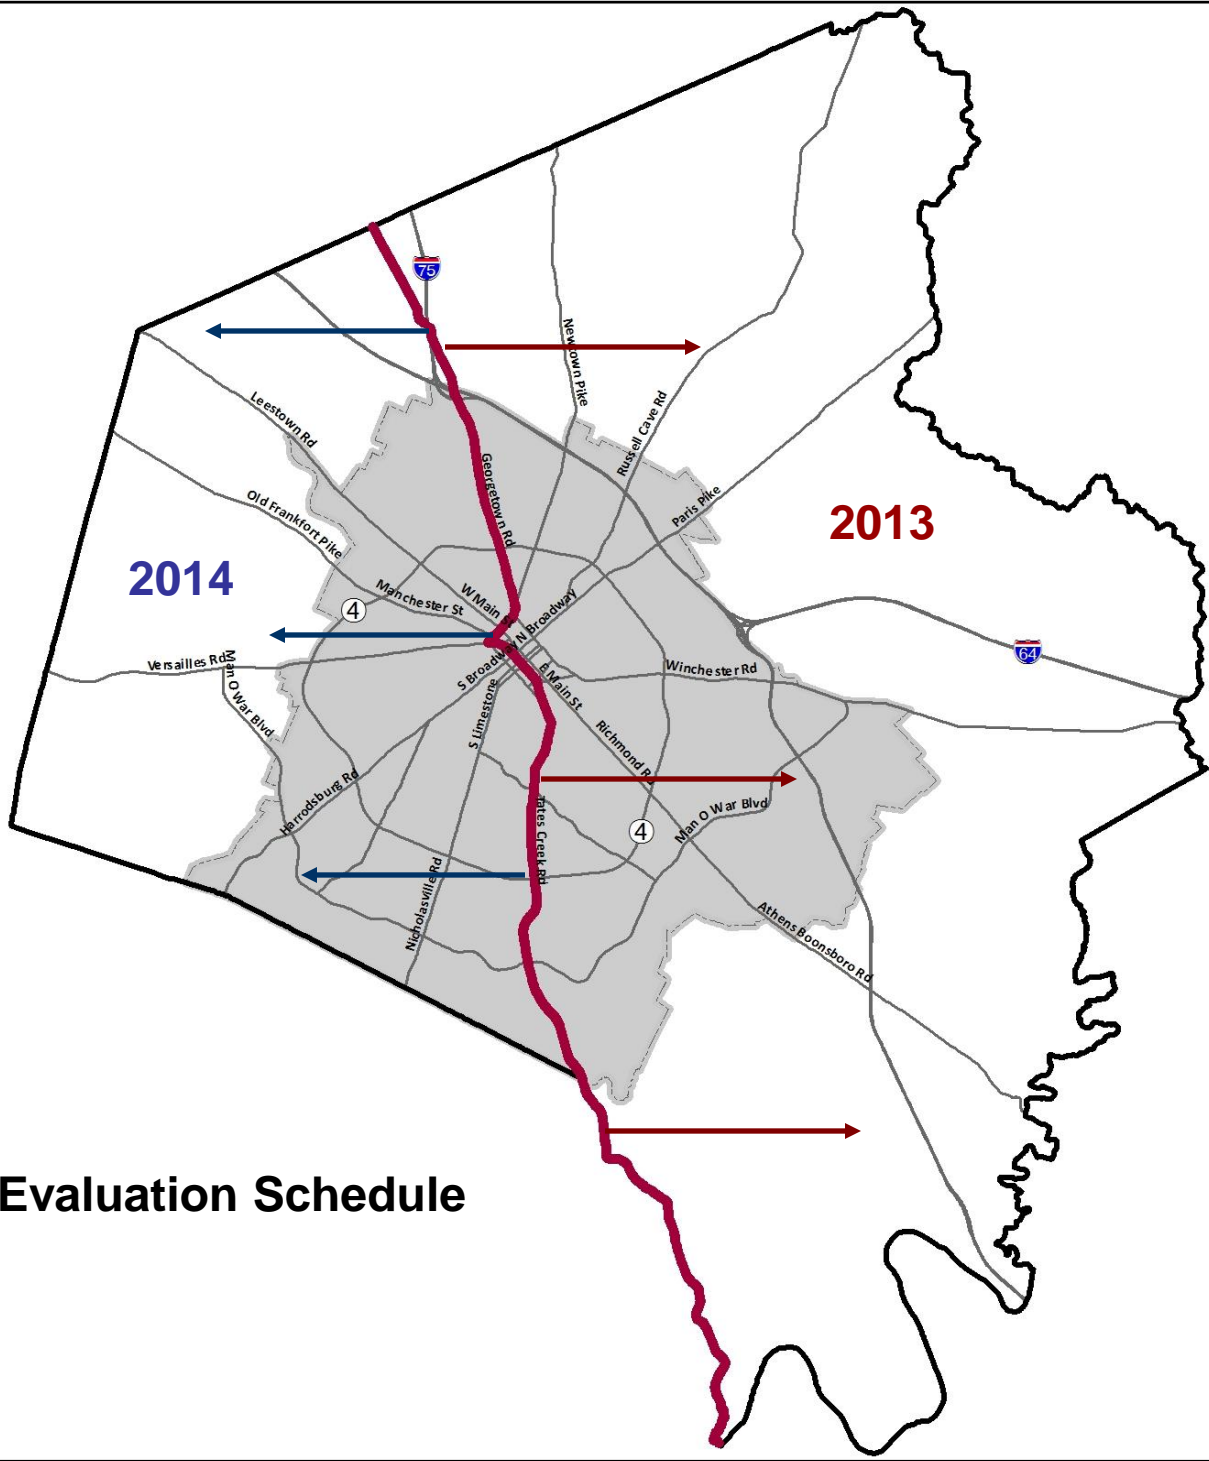 75
Newtown Pike
Leestown Rd
Russell Cave Rd
Georgetown Rd
Paris Pike
Old Frankfort Pike
2013
2014
Manchester St
W Main St
N Broadway
4
64
Versailles Rd
Man O War Blvd
S Broadway
E Main St
Winchester Rd
S Limestone
Richmond Rd
Harrodsburg Rd
Tates Creek Rd
Man O War Blvd
4
Nicholasville Rd
Athens Boonsboro Rd
Evaluation Schedule